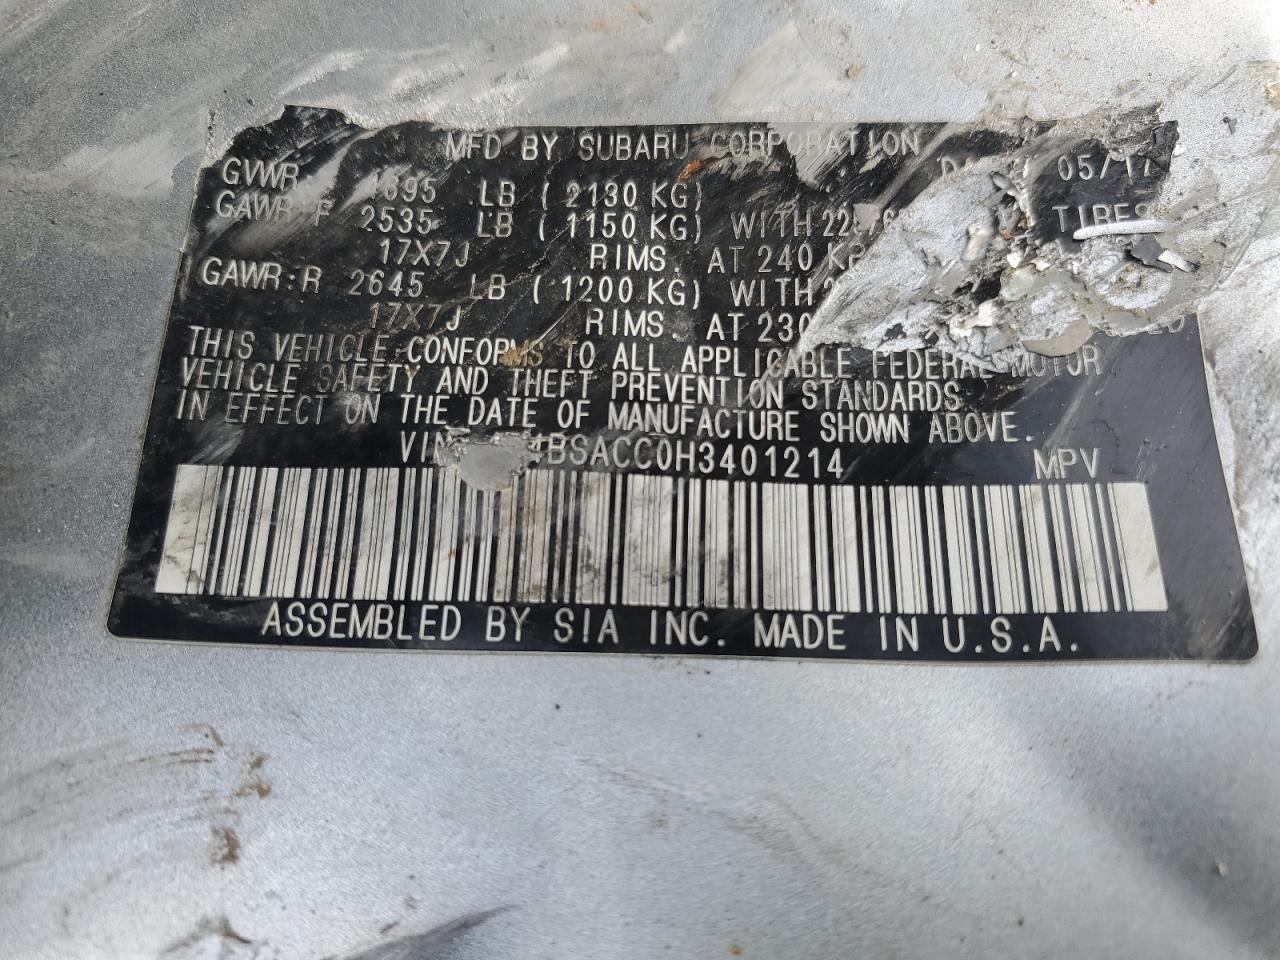 MFD BY SUBARU CORPORATION
05/17
GVWR: 4695 LB (2130 KG)
GAWR:F 2535 LB (1150 KG) WITH TIRES
17X7J RIMS. AT 240
GAWR:R 2645 LB (1200 KG) WITH
17X7J RIMS AT 230
THIS VEHICLE CONFORMS TO ALL APPLICABLE FEDERAL MOTOR
VEHICLE SAFETY AND THEFT PREVENTION STANDARDS
IN EFFECT ON THE DATE OF MANUFACTURE SHOWN ABOVE.
VIN BSACC0H3401214 MPV
ASSEMBLED BY SIA INC. MADE IN U.S.A.